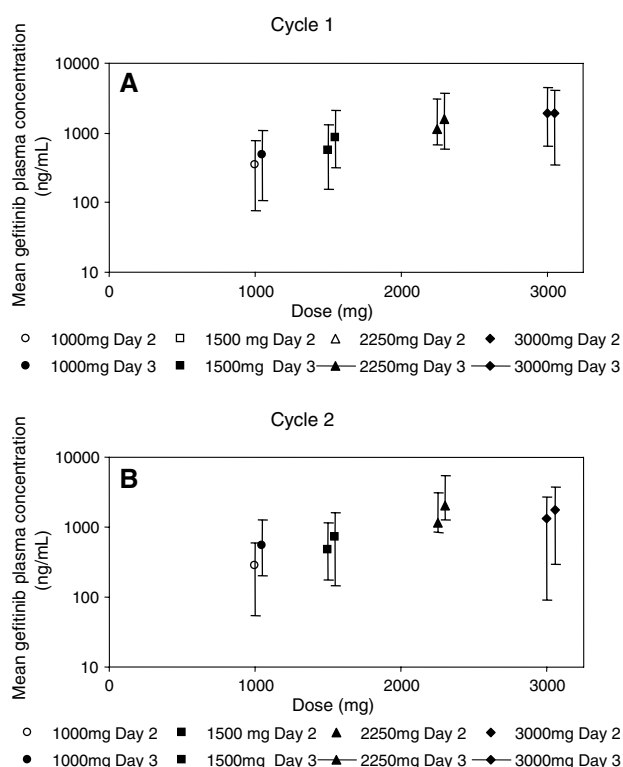 Cycle 1
A
Mean gefitinib plasma concentration
(ng/mL)
10000
1000
100
10
0 1000 2000 3000
Dose (mg)
1000mg Day 2 1500 mg Day 2 2250mg Day 2 3000mg Day 2
1000mg Day 3 1500mg Day 3 2250mg Day 3 3000mg Day 3
Cycle 2
B
Mean gefitinib plasma concentration
(ng/mL)
10000
1000
100
10
0 1000 2000 3000
Dose (mg)
1000mg Day 2 1500 mg Day 2 2250mg Day 2 3000mg Day 2
1000mg Day 3 1500mg Day 3 2250mg Day 3 3000mg Day 3